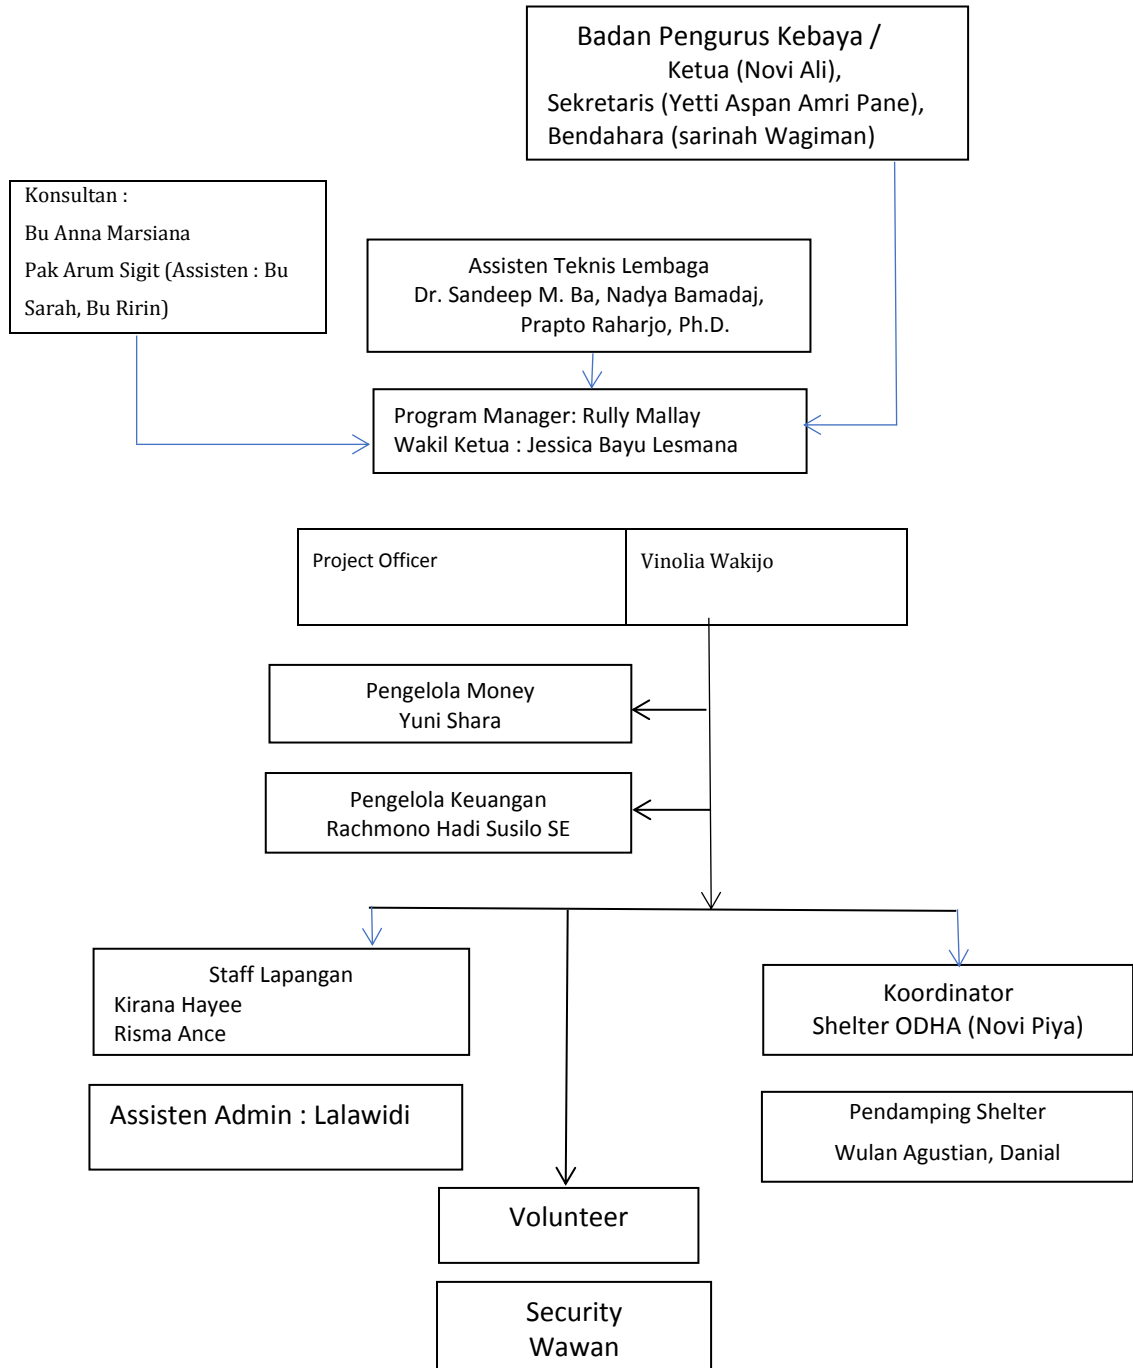 Badan Pengurus Kebaya /
Ketua (Novi Ali),
Sekretaris (Yetti Aspan Amri Pane),
Bendahara (sarinah Wagiman)
Konsultan :
Bu Anna Marsiana
Pak Arum Sigit (Assisten : Bu
Sarah, Bu Ririn)
Assisten Teknis Lembaga
Dr. Sandeep M. Ba, Nadya Bamadaj,
Prapto Raharjo, Ph.D.
Program Manager: Rully Mallay
Wakil Ketua : Jessica Bayu Lesmana
Project Officer
Vinolia Wakijo
Pengelola Money
Yuni Shara
Pengelola Keuangan
Rachmono Hadi Susilo SE
Staff Lapangan
Kirana Hayee
Risma Ance
Koordinator
Shelter ODHA (Novi Piya)
Assisten Admin : Lalawidi
Pendamping Shelter
Wulan Agustian, Danial
Volunteer
Security
Wawan